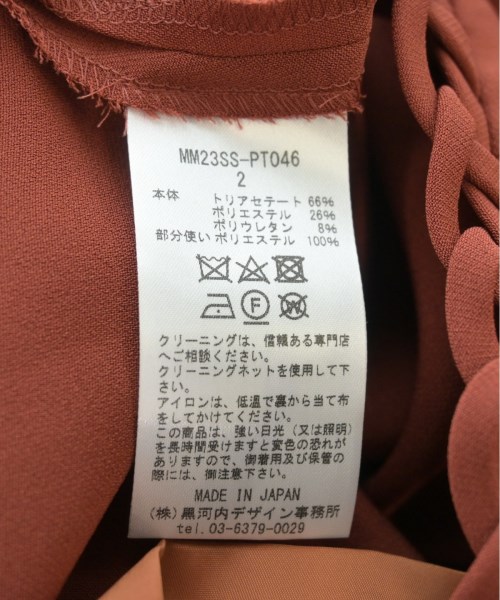 MM23SS-PT046
2
本体 トリアセテート 66%
ポリエステル 26%
ポリウレタン 8%
部分使い ポリエステル 100%
F W
クリーニングは、信頼ある専門店
へご相談ください。
クリーニングネットを使用して下
さい。
アイロンは、低温で裏から当て布
をしてかけてください。
この商品は、強い日光（又は照明）
を長時間受けますと変色の恐れが
ありますので、御着用及び保管の
際には、御注意下さい。
MADE IN JAPAN
（株）黒河内デザイン事務所
tel. 03-6379-0029